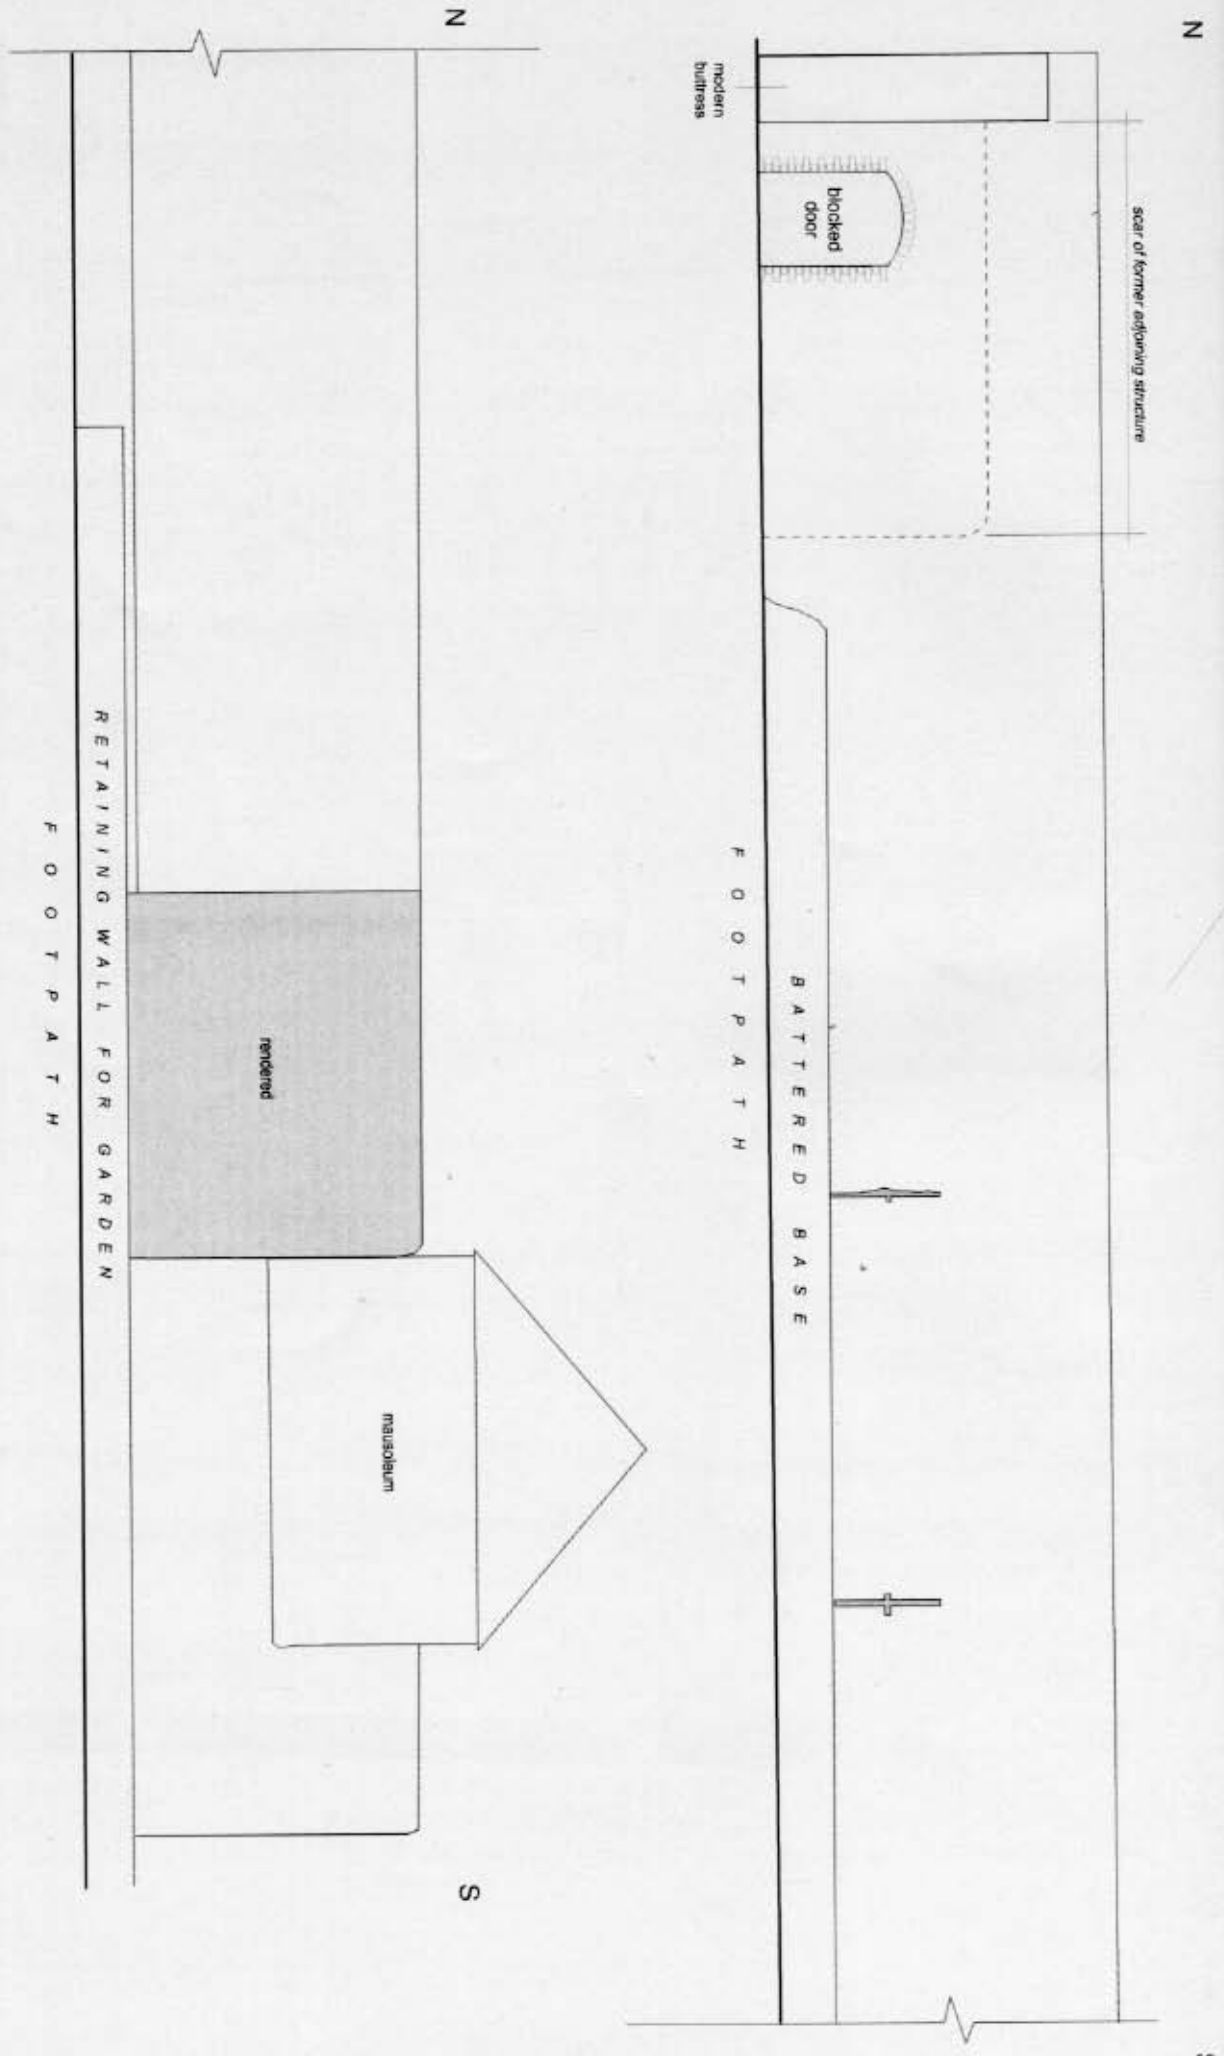 N
scar of former adjoining structure
modern
buttress
blocked
door
BATTERED BASE
FOOTPATH
N
S
rendered
mausoleum
RETAINING WALL FOR GARDEN
FOOTPATH